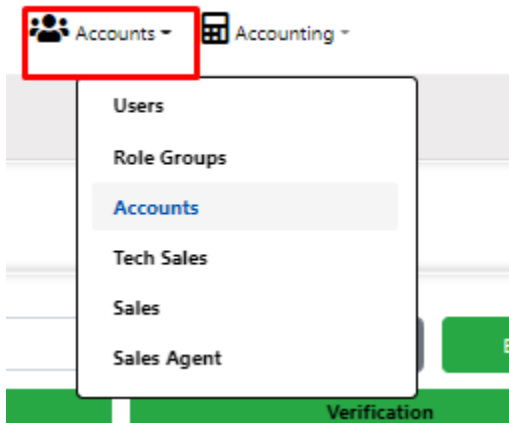 Accounts Accounting
Users
Role Groups
Accounts
Tech Sales
Sales
Sales Agent
Verification